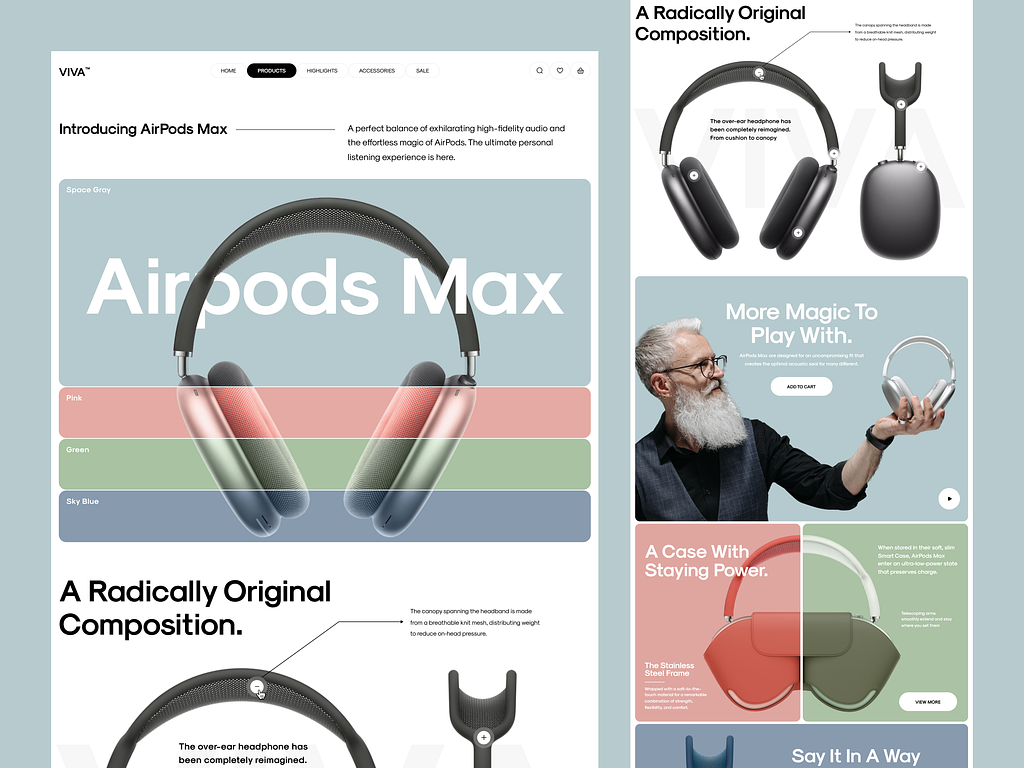 VIVA™
HOME
PRODUCTS
HIGHLIGHTS
ACCESSORIES
SALE
Introducing AirPods Max
A perfect balance of exhilarating high-fidelity audio and
the effortless magic of AirPods. The ultimate personal
listening experience is here.
Space Gray
Airpods Max
Pink
Green
Sky Blue
A Radically Original
Composition.
The canopy spanning the headband is made
from a breathable knit mesh, distributing weight
to reduce on-head pressure.
The over-ear headphone has
been completely reimagined.
A Radically Original
Composition.
The canopy spanning the headband is made
from a breathable knit mesh, distributing weight
to reduce on-head pressure.
VIVA
The over-ear headphone has
been completely reimagined.
From cushion to canopy
More Magic To
Play With.
AirPods Max are designed for an uncompromising fit that
creates the optimal acoustic seal for many different.
ADD TO CART
A Case With
Staying Power.
When stored in their soft, slim
Smart Case, AirPods Max
enter an ultra-low-power state
that preserves charge.
Telescoping arms
smoothly extend and stay
where you set them
The Stainless
Steel Frame
Wrapped with a soft-to-the-
touch material for a remarkable
combination of strength,
flexibility, and comfort.
VIEW MORE
Say It In A Way